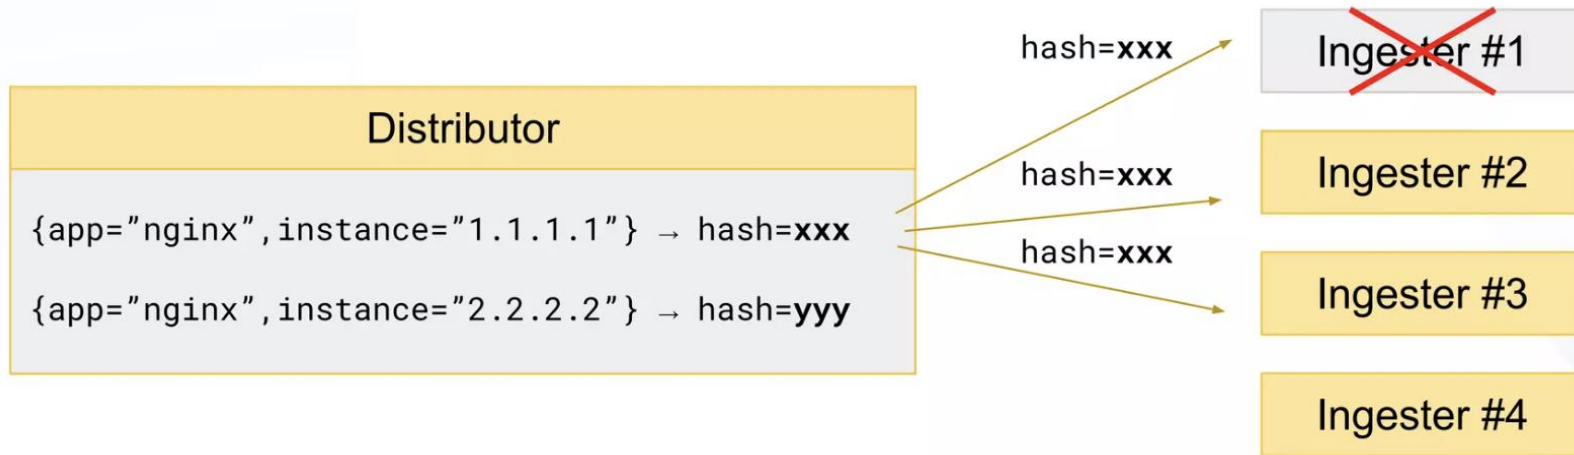 Distributor
{app="nginx",instance="1.1.1.1"} → hash=xxx
{app="nginx",instance="2.2.2.2"} → hash=yyy
hash=xxx
hash=xxx
hash=xxx
Ingester #1
Ingester #2
Ingester #3
Ingester #4